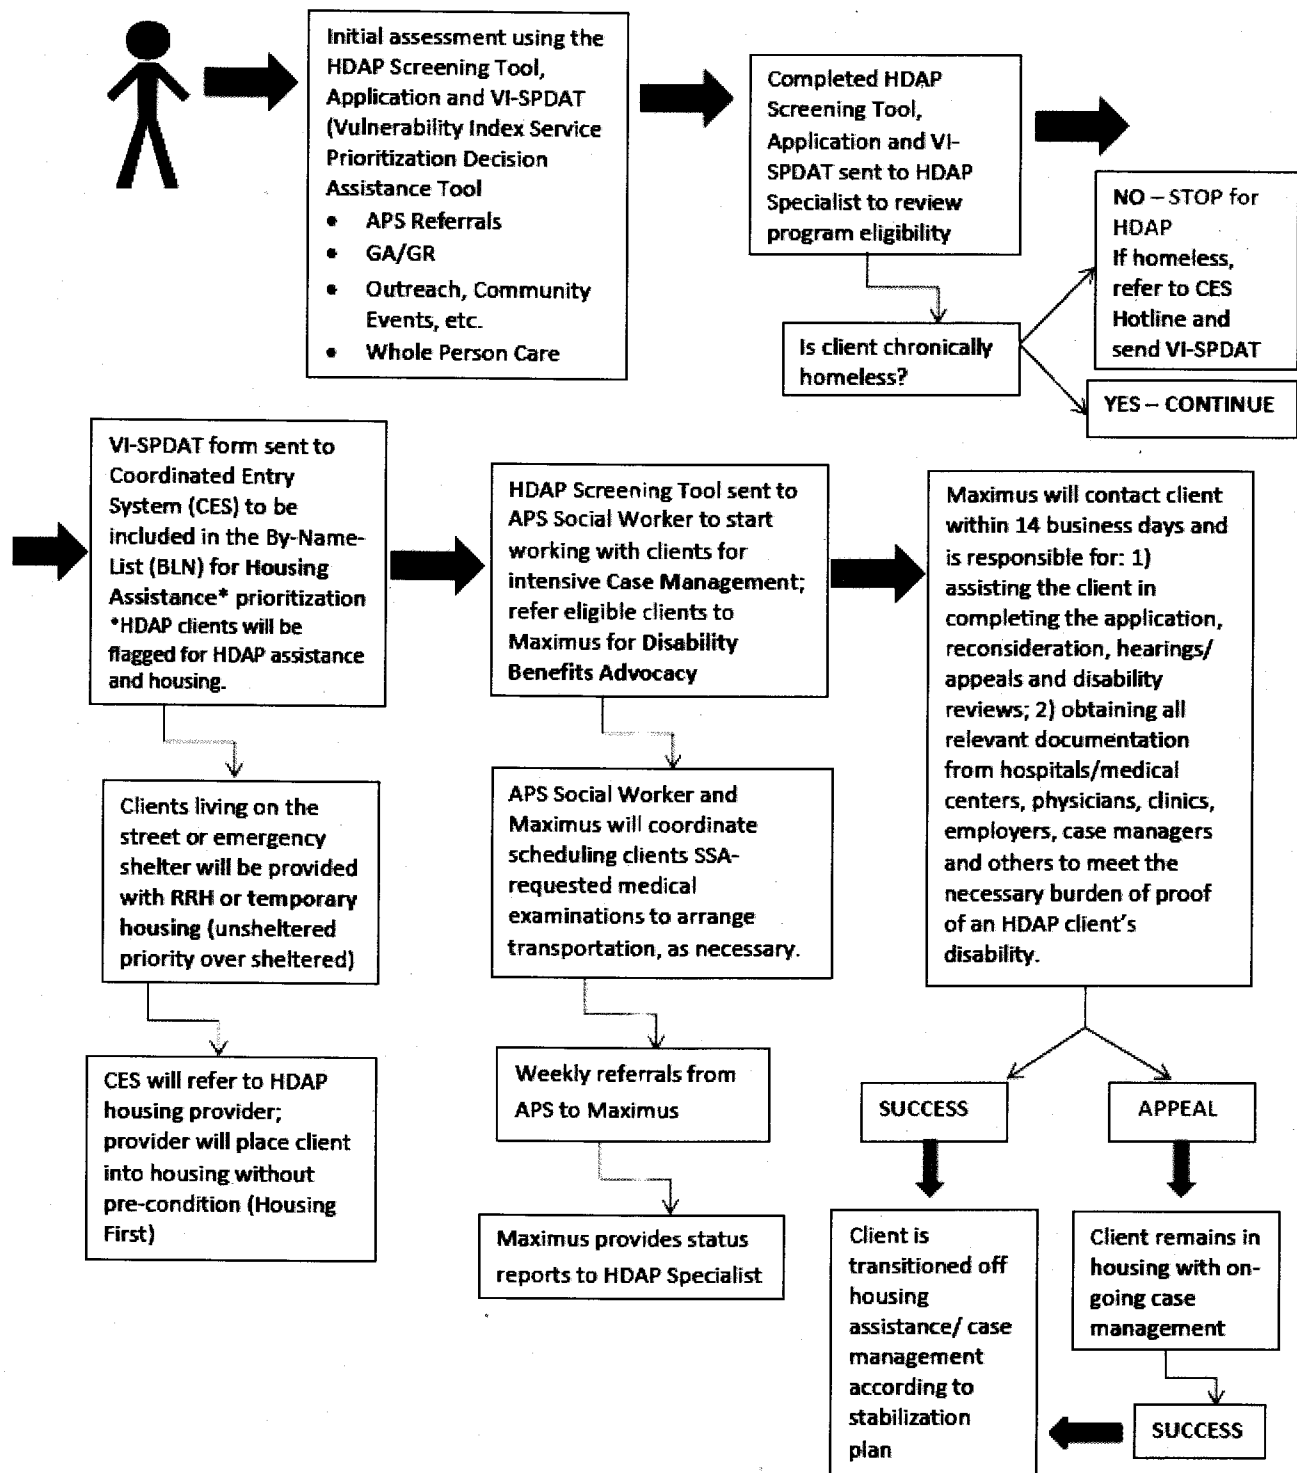 Initial assessment using the
HDAP Screening Tool,
Application and VI-SPDAT
(Vulnerability Index Service
Prioritization Decision
Assistance Tool
• APS Referrals
• GA/GR
• Outreach, Community
Events, etc.
• Whole Person Care
Completed HDAP
Screening Tool,
Application and VI-
SPDAT sent to HDAP
Specialist to review
program eligibility
Is client chronically
homeless?
NO – STOP for
HDAP
If homeless,
refer to CES
Hotline and
send VI-SPDAT
YES – CONTINUE
VI-SPDAT form sent to
Coordinated Entry
System (CES) to be
included in the By-Name-
List (BLN) for Housing
Assistance* prioritization
*HDAP clients will be
flagged for HDAP assistance
and housing.
Clients living on the
street or emergency
shelter will be provided
with RRH or temporary
housing (unsheltered
priority over sheltered)
CES will refer to HDAP
housing provider;
provider will place client
into housing without
pre-condition (Housing
First)
HDAP Screening Tool sent to
APS Social Worker to start
working with clients for
intensive Case Management;
refer eligible clients to
Maximus for Disability
Benefits Advocacy
APS Social Worker and
Maximus will coordinate
scheduling clients SSA-
requested medical
examinations to arrange
transportation, as necessary.
Weekly referrals from
APS to Maximus
Maximus provides status
reports to HDAP Specialist
Maximus will contact client
within 14 business days and
is responsible for: 1)
assisting the client in
completing the application,
reconsideration, hearings/
appeals and disability
reviews; 2) obtaining all
relevant documentation
from hospitals/medical
centers, physicians, clinics,
employers, case managers
and others to meet the
necessary burden of proof
of an HDAP client's
disability.
SUCCESS
APPEAL
Client is
transitioned off
housing
assistance/ case
management
according to
stabilization
plan
Client remains in
housing with on-
going case
management
SUCCESS